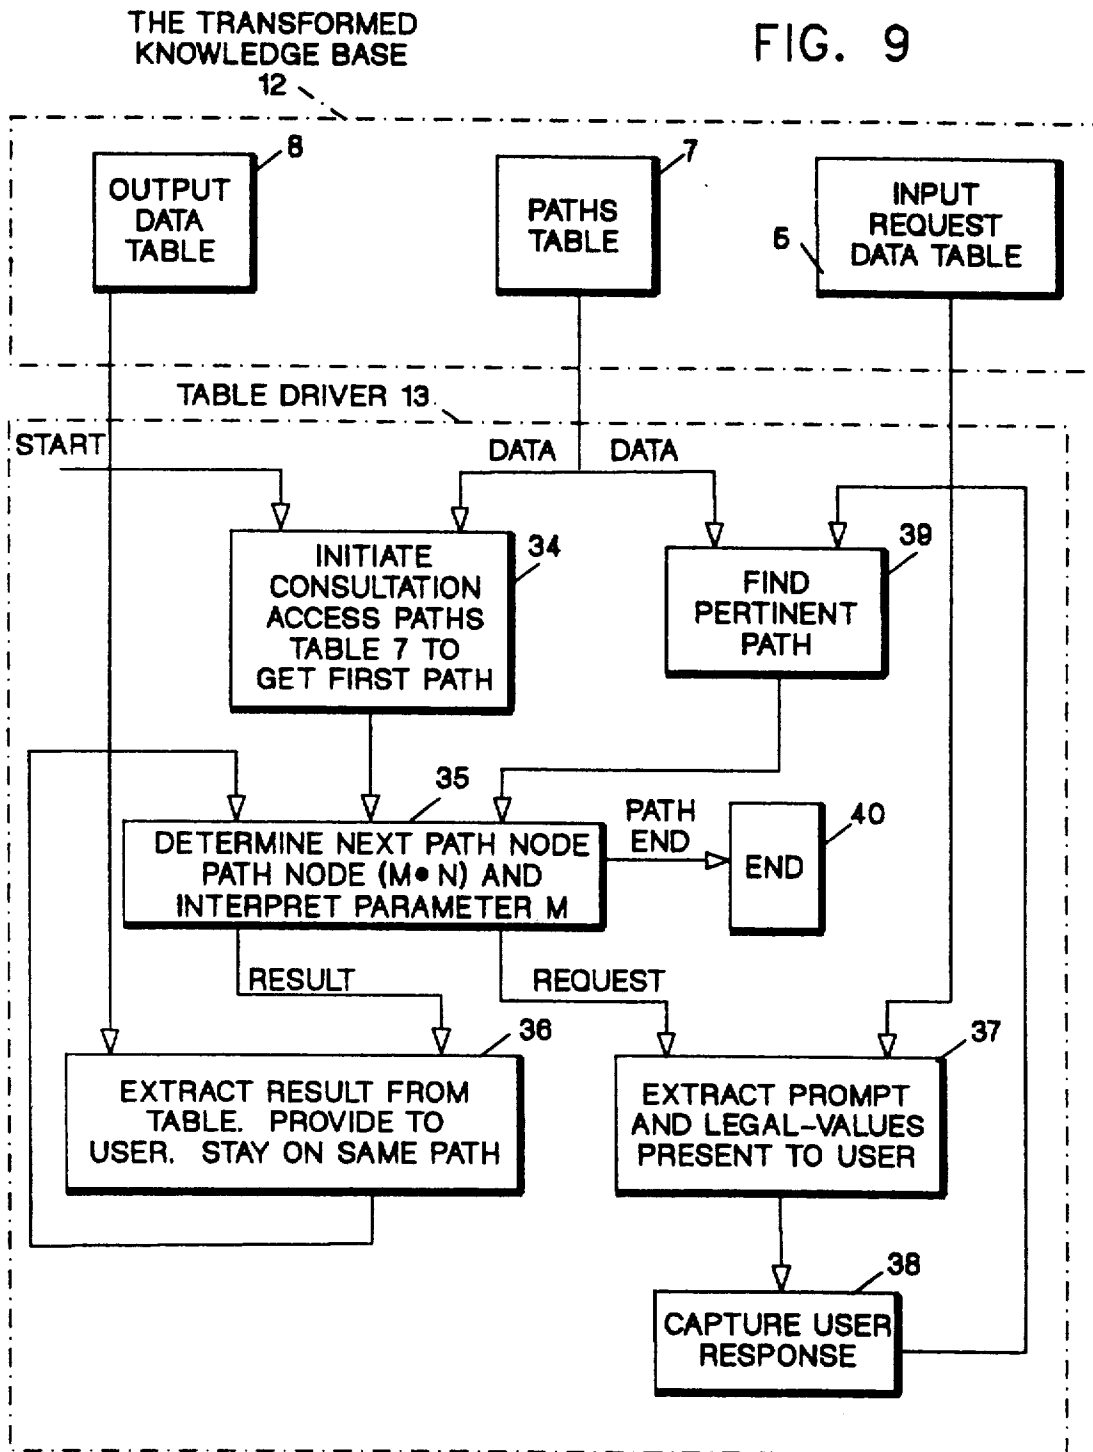 THE TRANSFORMED
KNOWLEDGE BASE
12
FIG. 9
8
OUTPUT
DATA
TABLE
7
PATHS
TABLE
6
INPUT
REQUEST
DATA TABLE
TABLE DRIVER 13
START
DATA
DATA
34
INITIATE
CONSULTATION
ACCESS PATHS
TABLE 7 TO
GET FIRST PATH
39
FIND
PERTINENT
PATH
35
DETERMINE NEXT PATH NODE
PATH NODE (M•N) AND
INTERPRET PARAMETER M
PATH
END
40
END
RESULT
REQUEST
36
EXTRACT RESULT FROM
TABLE. PROVIDE TO
USER. STAY ON SAME PATH
37
EXTRACT PROMPT
AND LEGAL-VALUES
PRESENT TO USER
38
CAPTURE USER
RESPONSE